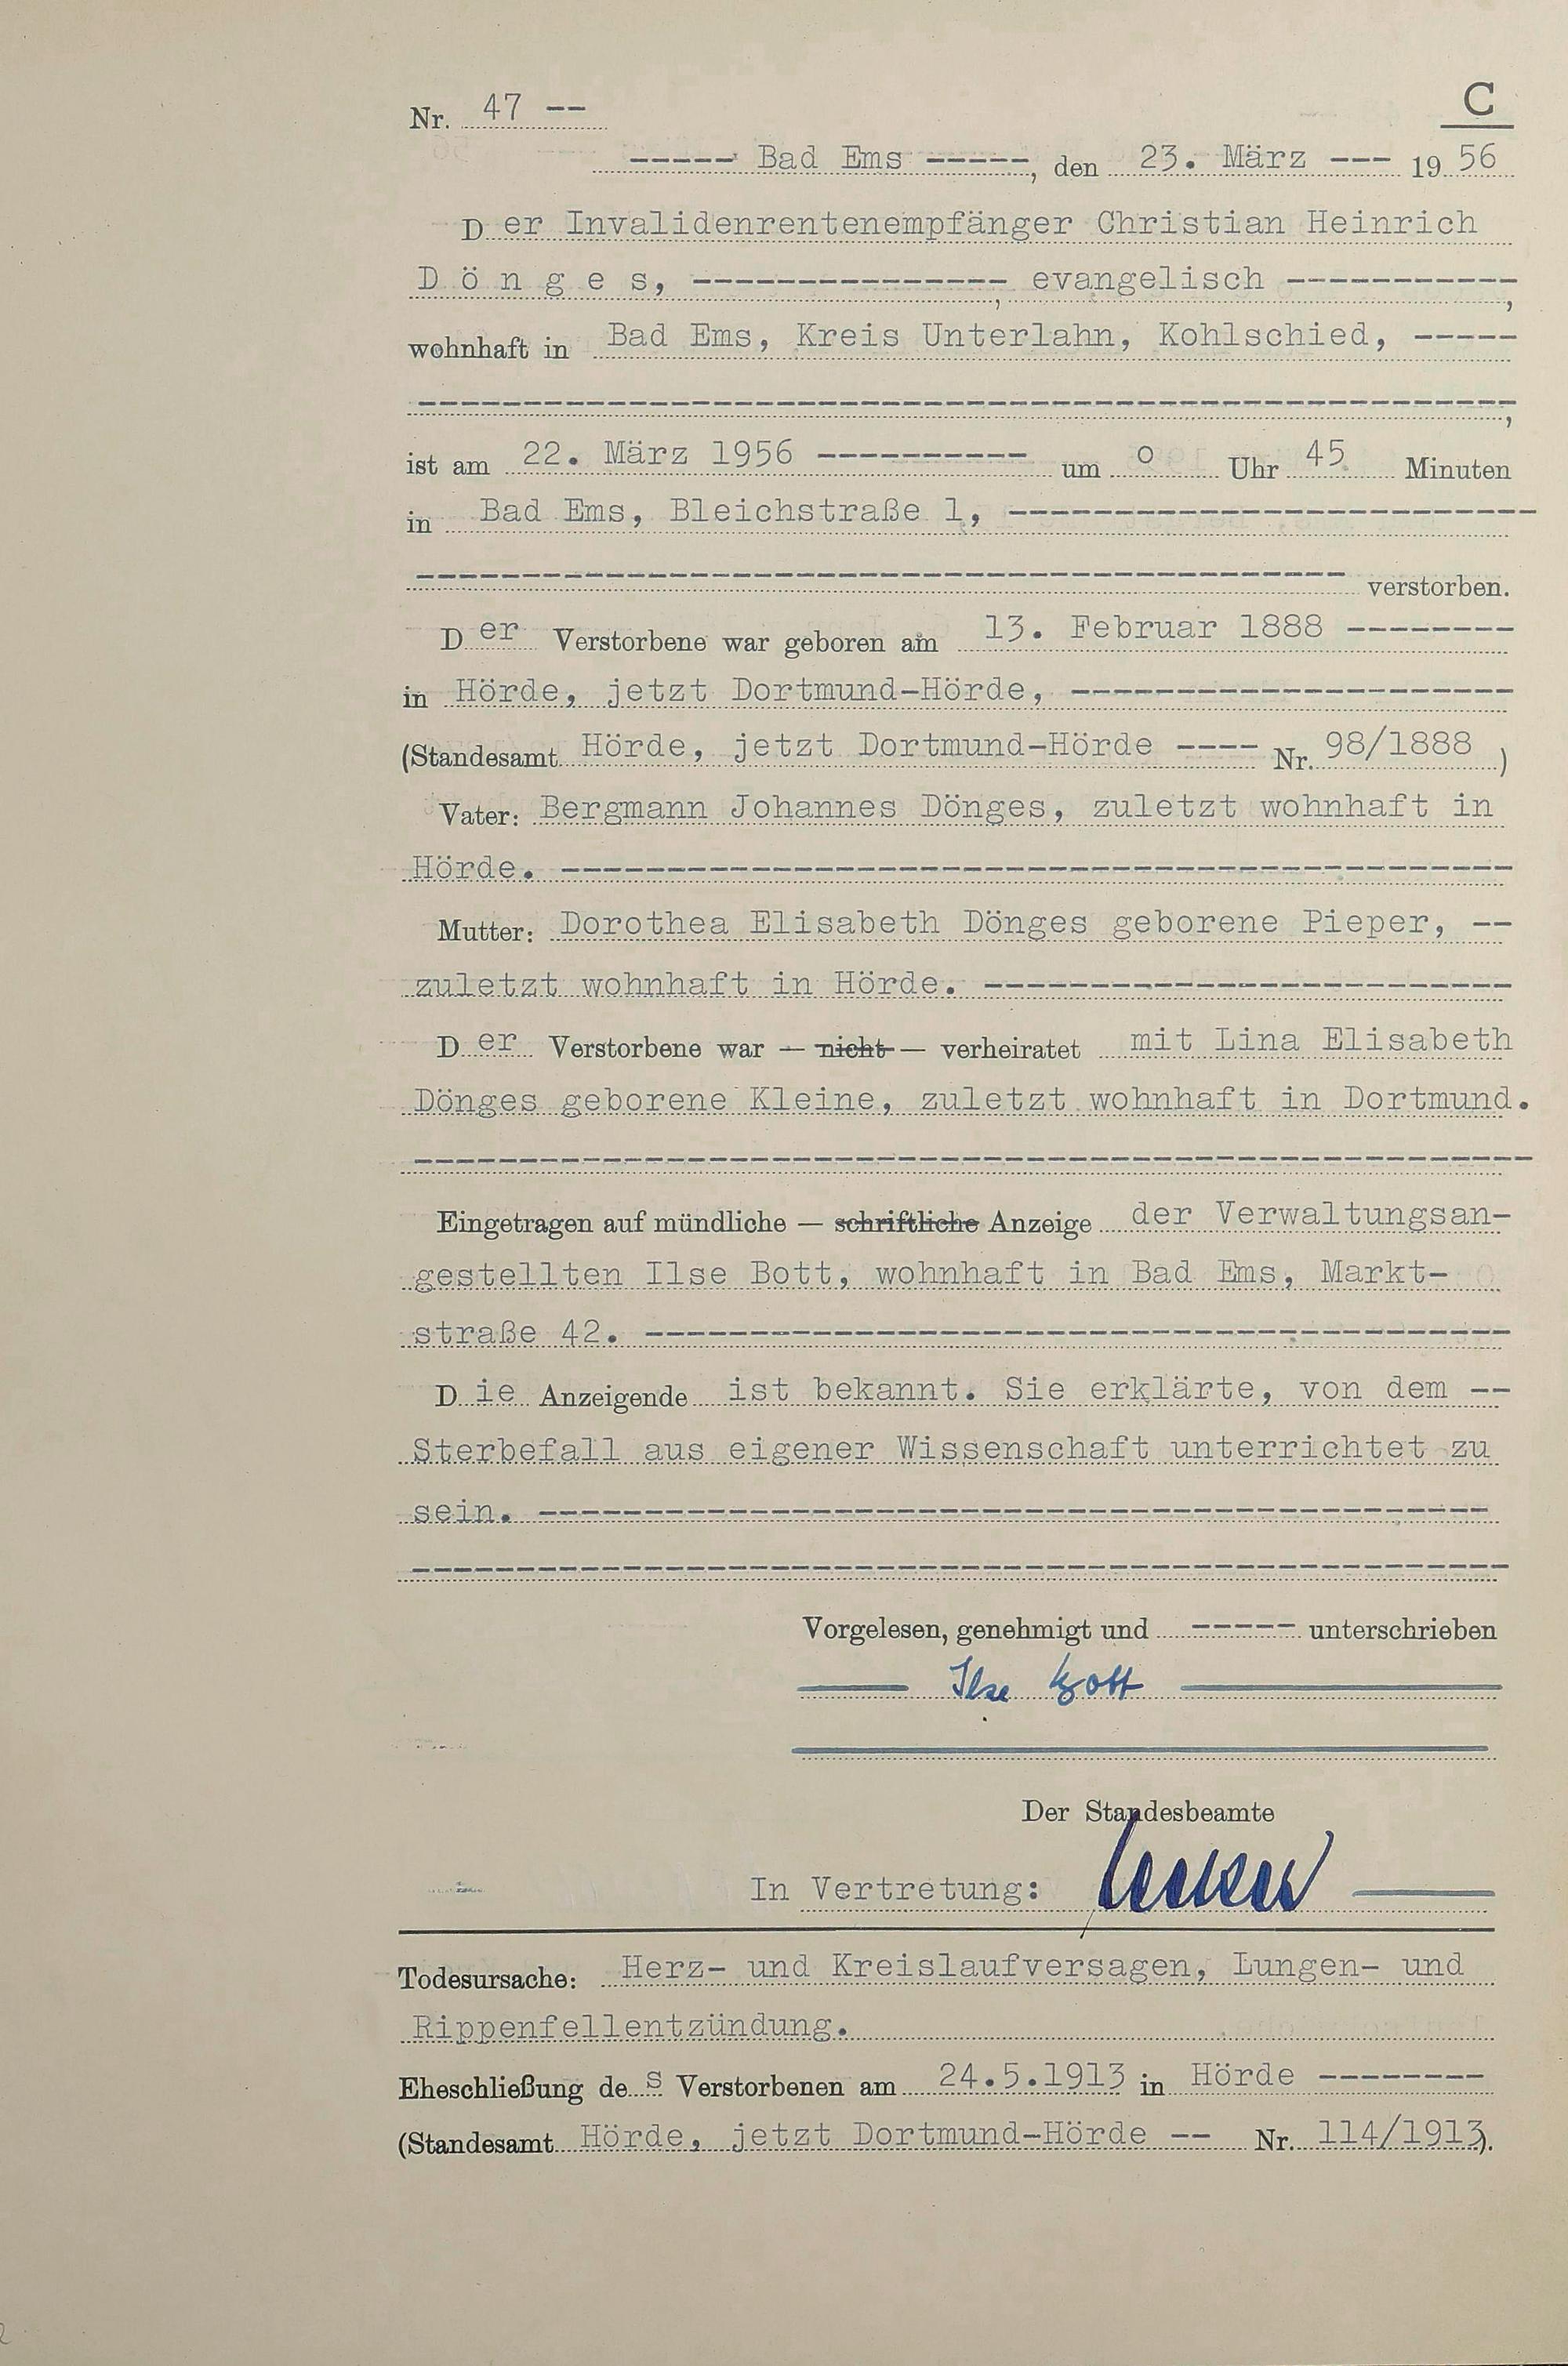 Nr. 47 -- C
----- Bad Ems -----, den 23. März --- 1956
Der Invalidenrentenempfänger Christian Heinrich
D ö n g e s, ---------------, evangelisch -----------,
wohnhaft in Bad Ems, Kreis Unterlahn, Kohlschied, -----
----------------------------------------------------,
ist am 22. März 1956 ---------- um 0 Uhr 45 Minuten
in Bad Ems, Bleichstraße 1, -------------------------
-------------------------------------------- verstorben.
Der Verstorbene war geboren am 13. Februar 1888 --------
in Hörde, jetzt Dortmund-Hörde, ---------------------
(Standesamt Hörde, jetzt Dortmund-Hörde ---- Nr. 98/1888 )
Vater: Bergmann Johannes Dönges, zuletzt wohnhaft in
Hörde. ---------------------------------------------
Mutter: Dorothea Elisabeth Dönges geborene Pieper, --
zuletzt wohnhaft in Hörde. -------------------------
Der Verstorbene war — nicht — verheiratet mit Lina Elisabeth
Dönges geborene Kleine, zuletzt wohnhaft in Dortmund.
-----------------------------------------------------
Eingetragen auf mündliche — schriftliche Anzeige der Verwaltungsan-
gestellten Ilse Bott, wohnhaft in Bad Ems, Markt-
straße 42. -----------------------------------------
Die Anzeigende ist bekannt. Sie erklärte, von dem --
Sterbefall aus eigener Wissenschaft unterrichtet zu
sein. ---------------------------------------------
----------------------------------------------------
Vorgelesen, genehmigt und ----- unterschrieben
Ilse Bott
Der Standesbeamte
In Vertretung:
Todesursache: Herz- und Kreislaufversagen, Lungen- und
Rippenfellentzündung.
Eheschließung des Verstorbenen am 24.5.1913 in Hörde --------
(Standesamt Hörde, jetzt Dortmund-Hörde -- Nr. 114/1913).